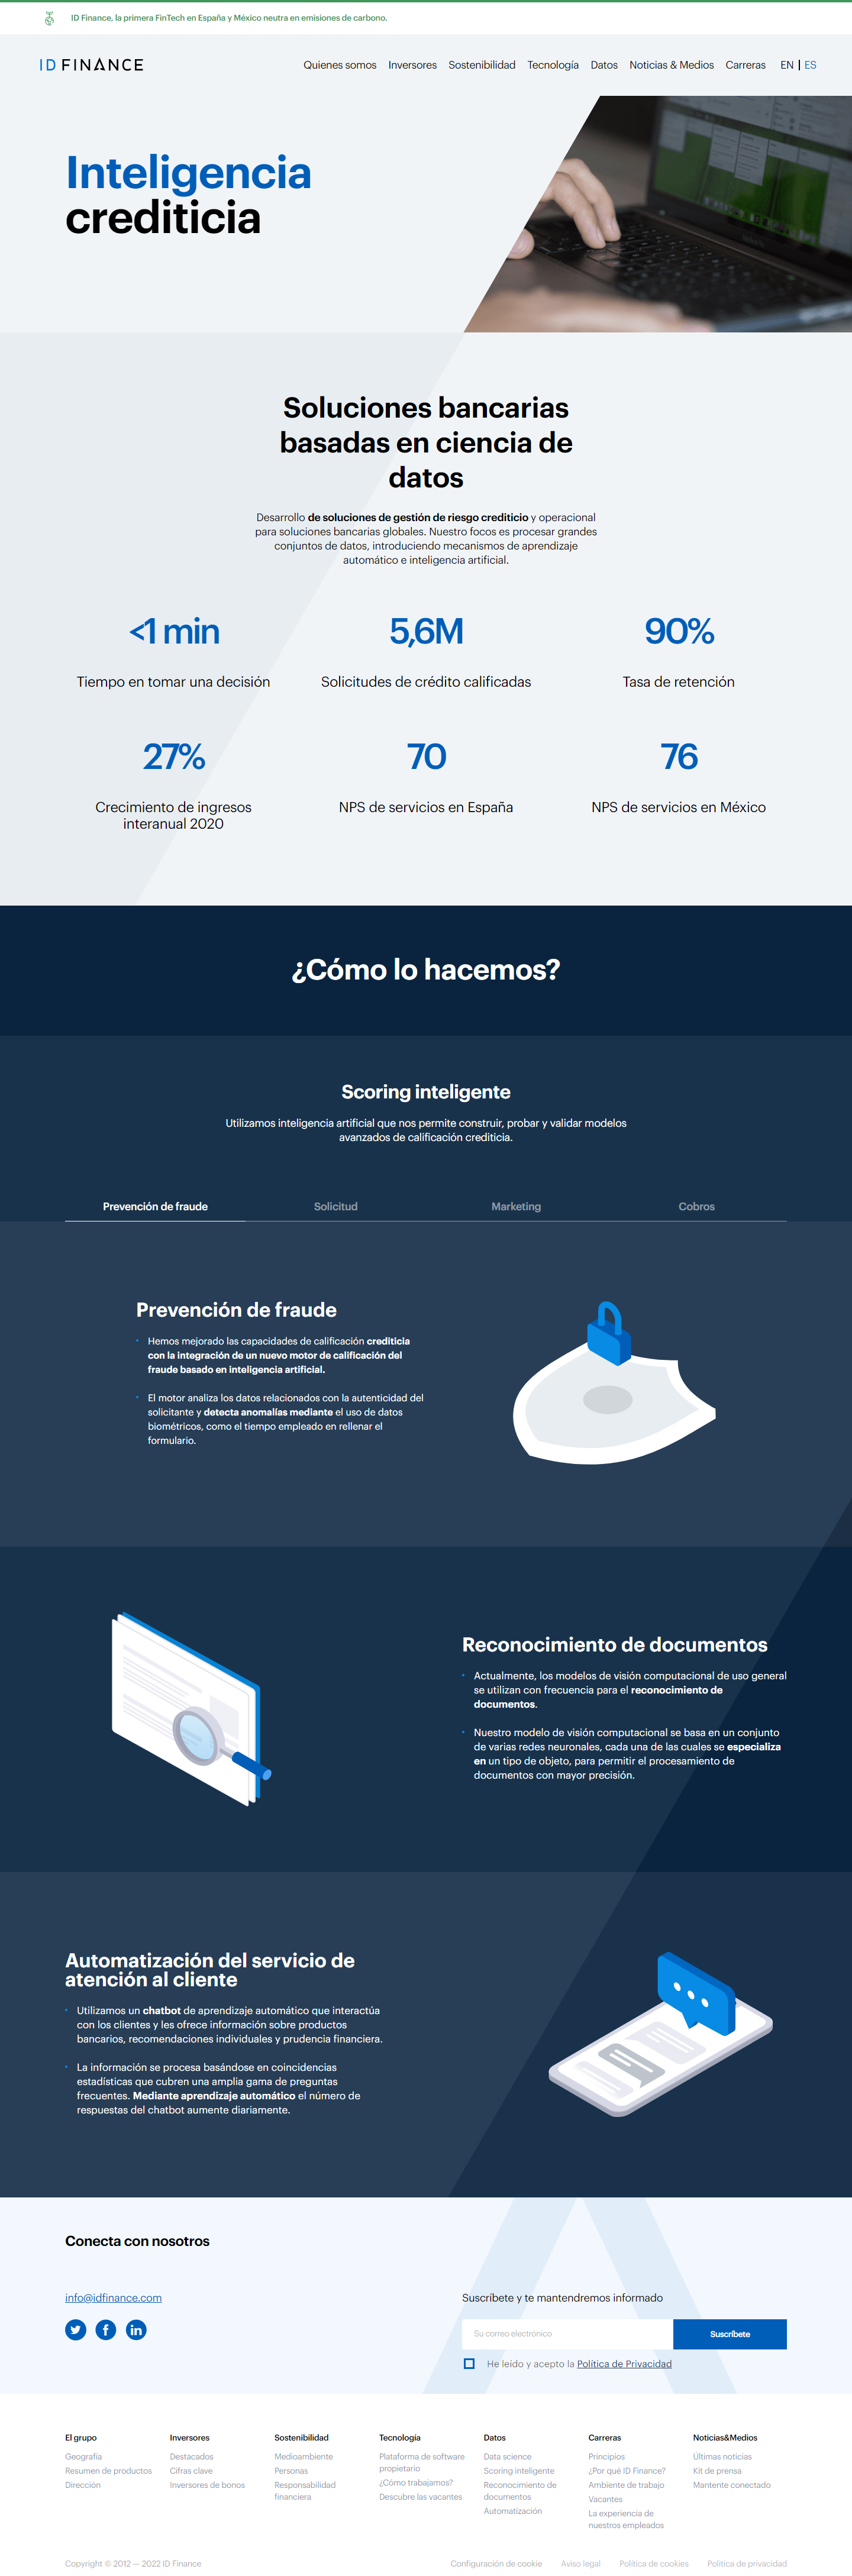 ID Finance, la primera FinTech en España y México neutra en emisiones de carbono.
ID FINANCE
Quienes somos Inversores Sostenibilidad Tecnología Datos Noticias & Medios Carreras EN | ES
Inteligencia
crediticia
Soluciones bancarias
basadas en ciencia de
datos
Desarrollo de soluciones de gestión de riesgo crediticio y operacional
para soluciones bancarias globales. Nuestro focos es procesar grandes
conjuntos de datos, introduciendo mecanismos de aprendizaje
automático e inteligencia artificial.
<1 min 5,6M 90%
Tiempo en tomar una decisión Solicitudes de crédito calificadas Tasa de retención
27% 70 76
Crecimiento de ingresos NPS de servicios en España NPS de servicios en México
interanual 2020
¿Cómo lo hacemos?
Scoring inteligente
Utilizamos inteligencia artificial que nos permite construir, probar y validar modelos
avanzados de calificación crediticia.
Prevención de fraude Solicitud Marketing Cobros
Prevención de fraude
Hemos mejorado las capacidades de calificación crediticia
con la integración de un nuevo motor de calificación del
fraude basado en inteligencia artificial.
El motor analiza los datos relacionados con la autenticidad del
solicitante y detecta anomalías mediante el uso de datos
biométricos, como el tiempo empleado en rellenar el
formulario.
Reconocimiento de documentos
Actualmente, los modelos de visión computacional de uso general
se utilizan con frecuencia para el reconocimiento de
documentos.
Nuestro modelo de visión computacional se basa en un conjunto
de varias redes neuronales, cada una de las cuales se especializa
en un tipo de objeto, para permitir el procesamiento de
documentos con mayor precisión.
Automatización del servicio de
atención al cliente
Utilizamos un chatbot de aprendizaje automático que interactúa
con los clientes y les ofrece información sobre productos
bancarios, recomendaciones individuales y prudencia financiera.
La información se procesa basándose en coincidencias
estadísticas que cubren una amplia gama de preguntas
frecuentes. Mediante aprendizaje automático el número de
respuestas del chatbot aumente diariamente.
Conecta con nosotros
info@idfinance.com
Suscríbete y te mantendremos informado
Su correo electrónico Suscríbete
He leído y acepto la Política de Privacidad
El grupo
Geografía
Resumen de productos
Dirección
Inversores
Destacados
Cifras clave
Inversores de bonos
Sostenibilidad
Medioambiente
Personas
Responsabilidad
financiera
Tecnología
Plataforma de software
propietario
¿Cómo trabajamos?
Descubre las vacantes
Datos
Data science
Scoring inteligente
Reconocimiento de
documentos
Automatización
Carreras
Principios
¿Por qué ID Finance?
Ambiente de trabajo
Vacantes
La experiencia de
nuestros empleados
Noticias&Medios
Últimas noticias
Kit de prensa
Mantente conectado
Copyright © 2012 — 2022 ID Finance Configuración de cookie Aviso legal Política de cookies Politica de privacidad